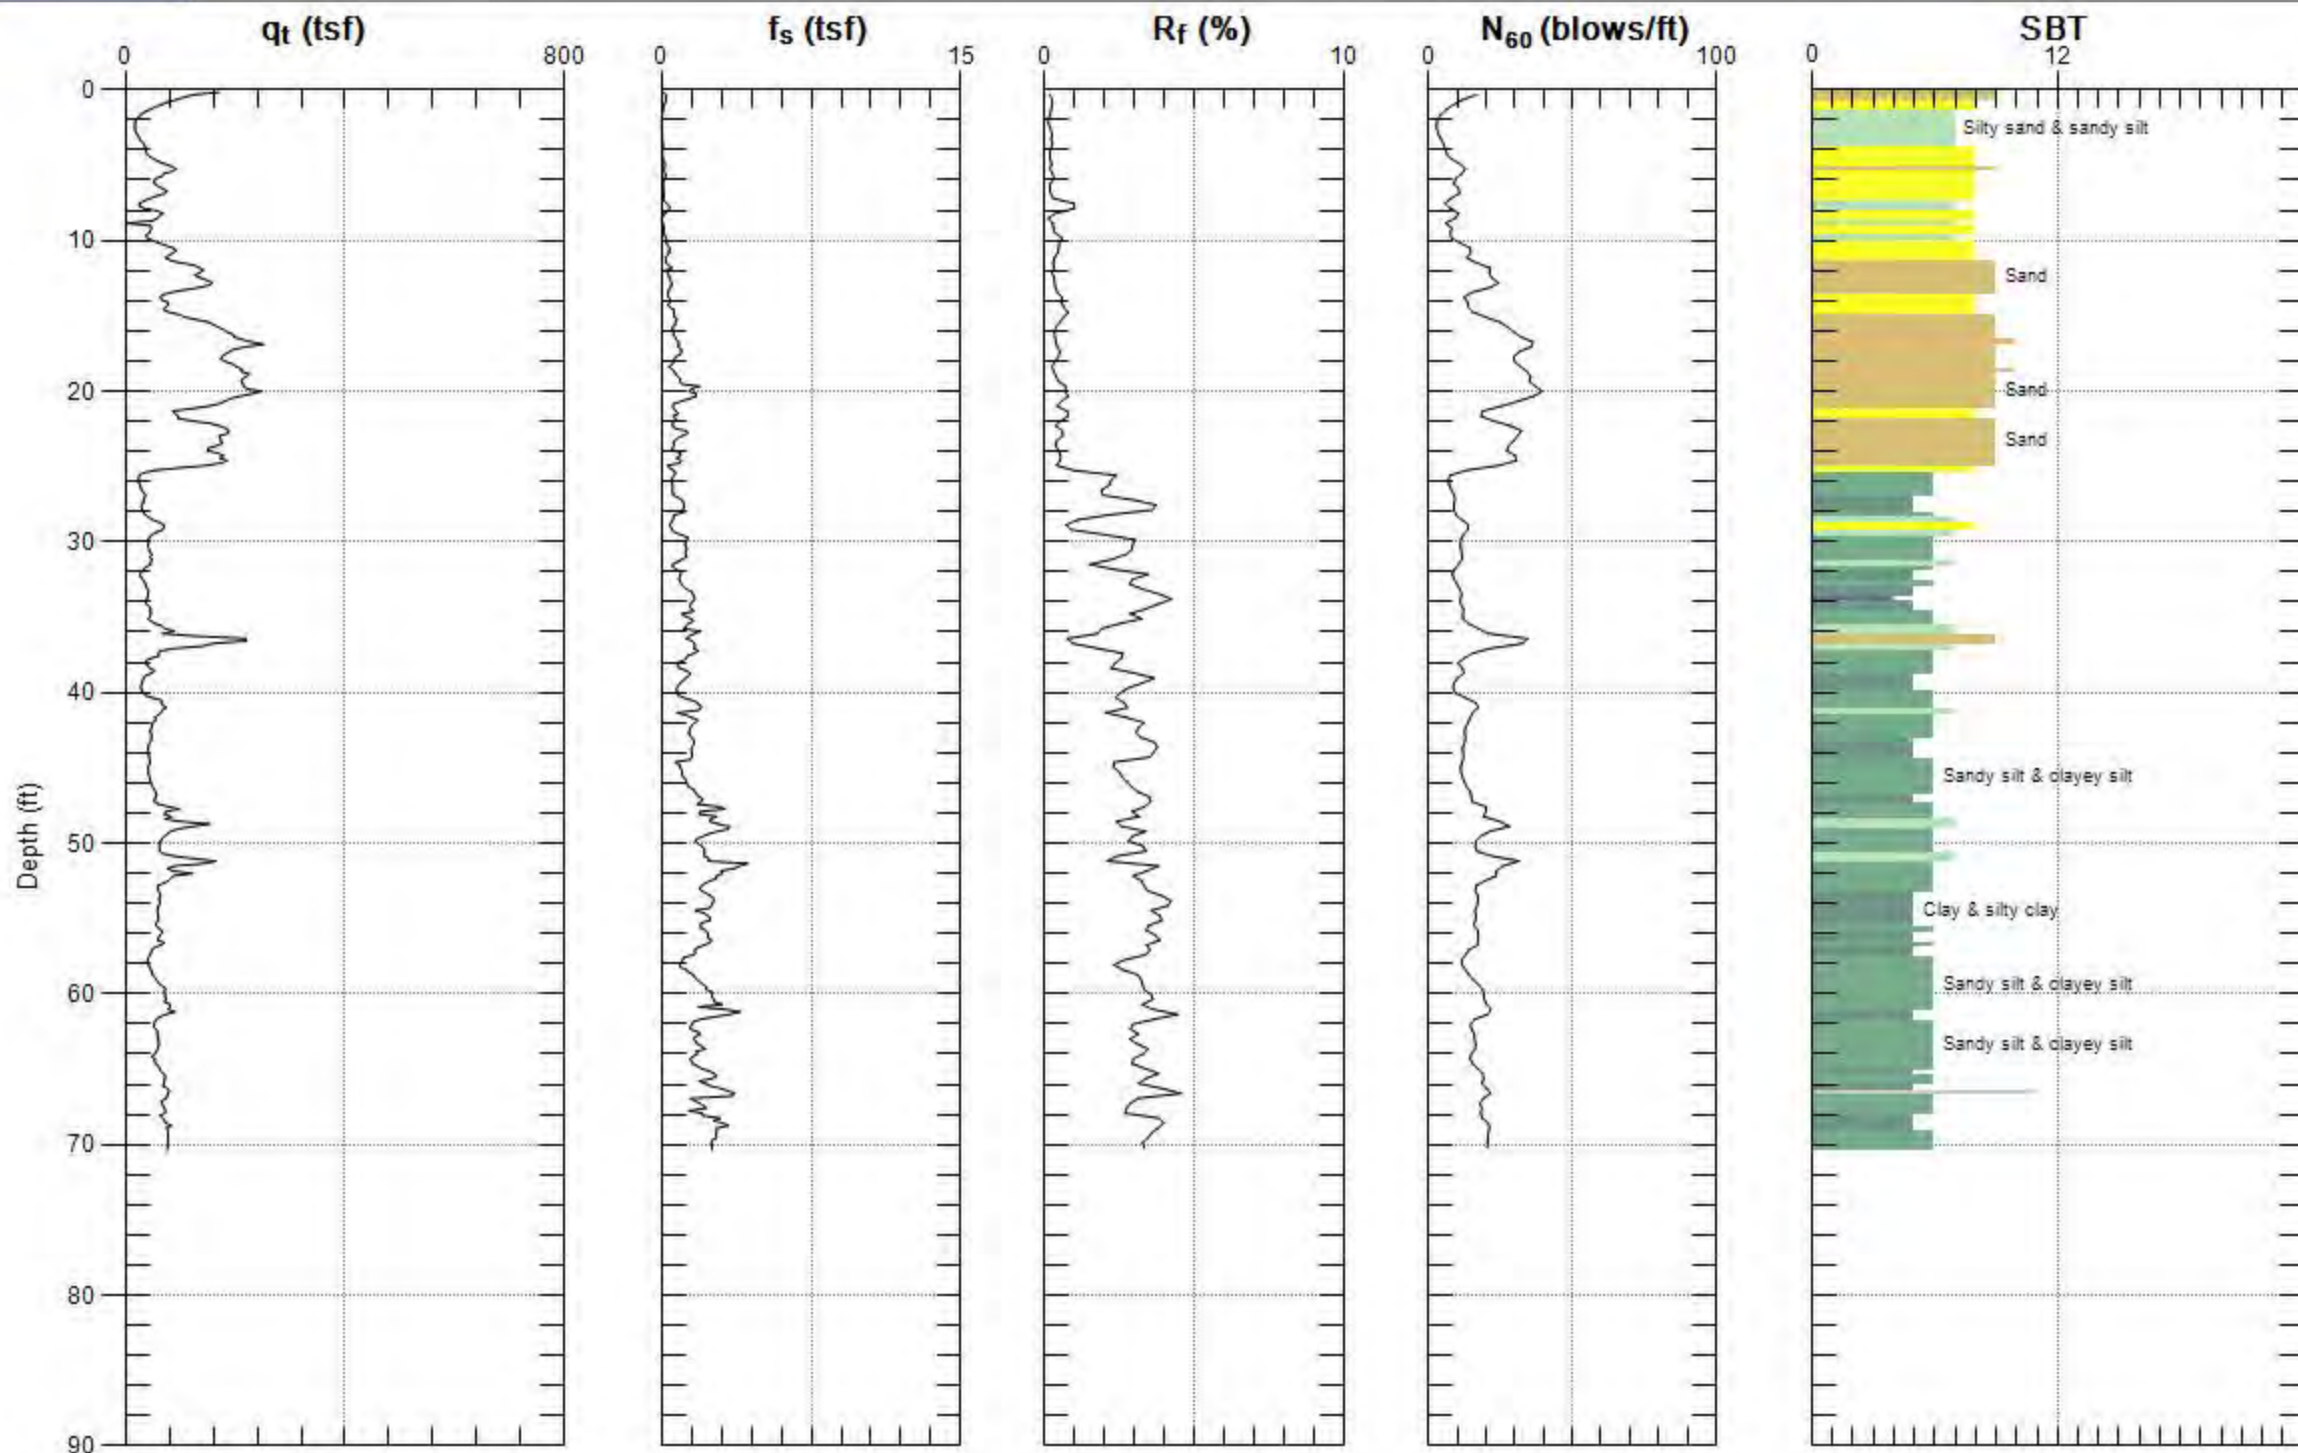 qt (tsf) fs (tsf) Rf (%) N60 (blows/ft) SBT
0 800 0 15 0 10 0 100 0 12
0
Silty sand & sandy silt
10
Sand
20
Sand
Sand
30
40
Sandy silt & clayey silt
Depth (ft)
50
Clay & silty clay
60
Sandy silt & clayey silt
Sandy silt & clayey silt
70
80
90